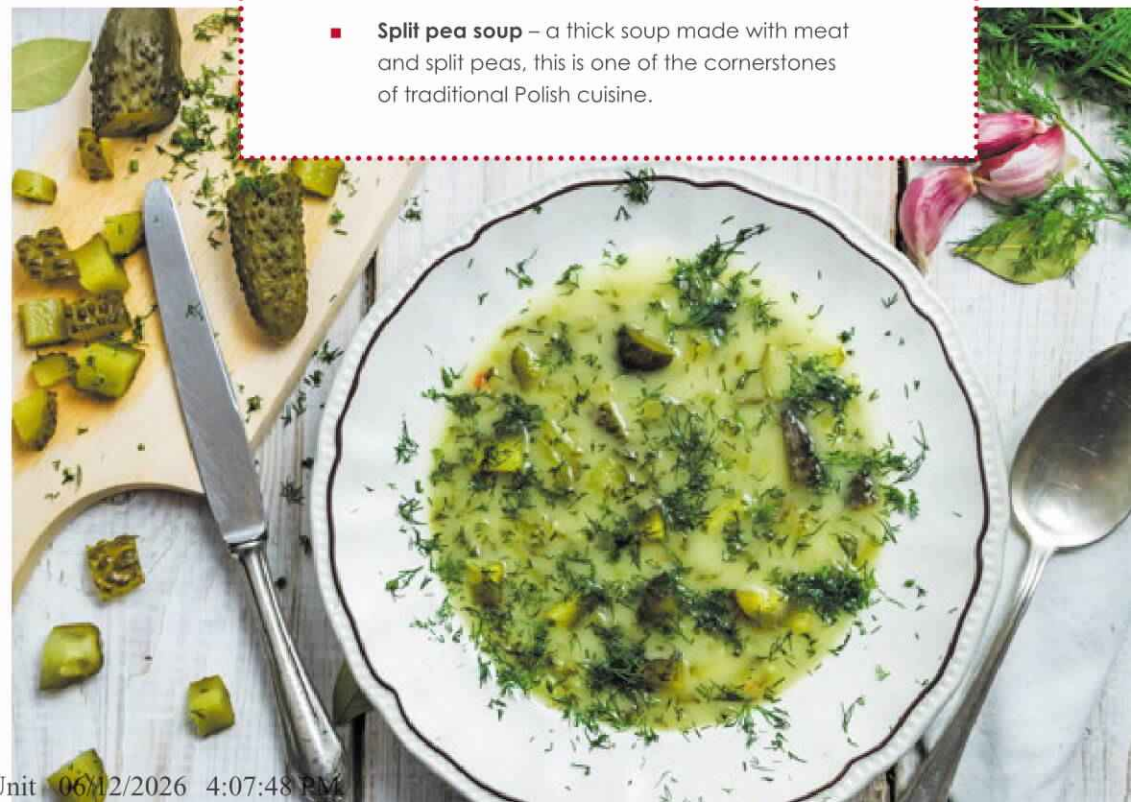 Split pea soup – a thick soup made with meat
and split peas, this is one of the cornerstones
of traditional Polish cuisine.
Unit 06/12/2026 4:07:48 PM